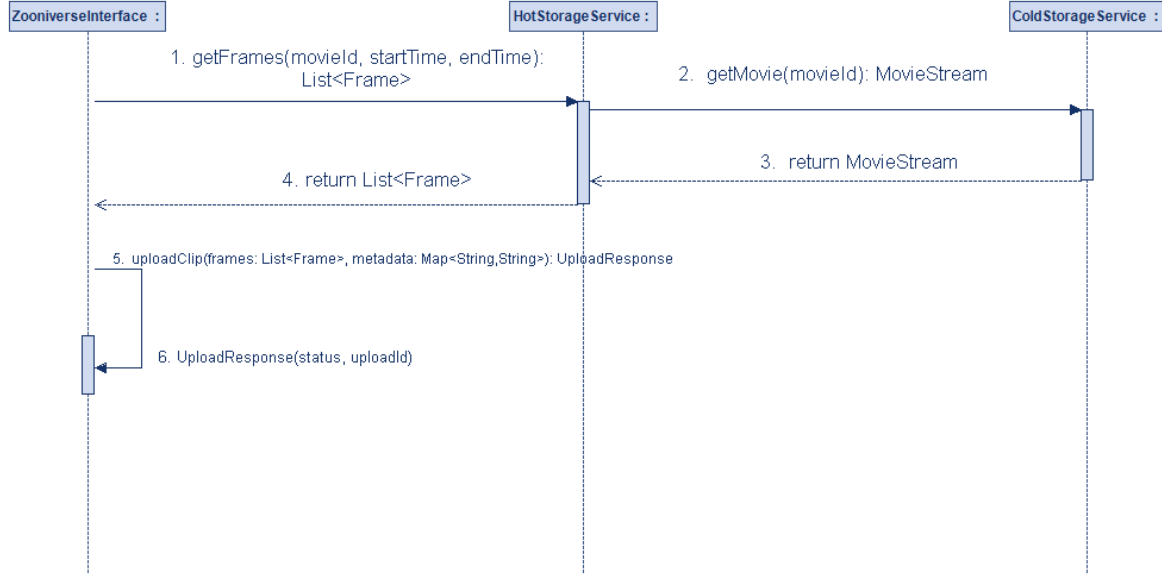 ZooniverseInterface :
HotStorageService :
ColdStorageService :
1. getFrames(movieId, startTime, endTime):
List<Frame>
2. getMovie(movieId): MovieStream
3. return MovieStream
4. return List<Frame>
5. uploadClip(frames: List<Frame>, metadata: Map<String,String>): UploadResponse
6. UploadResponse(status, uploadId)